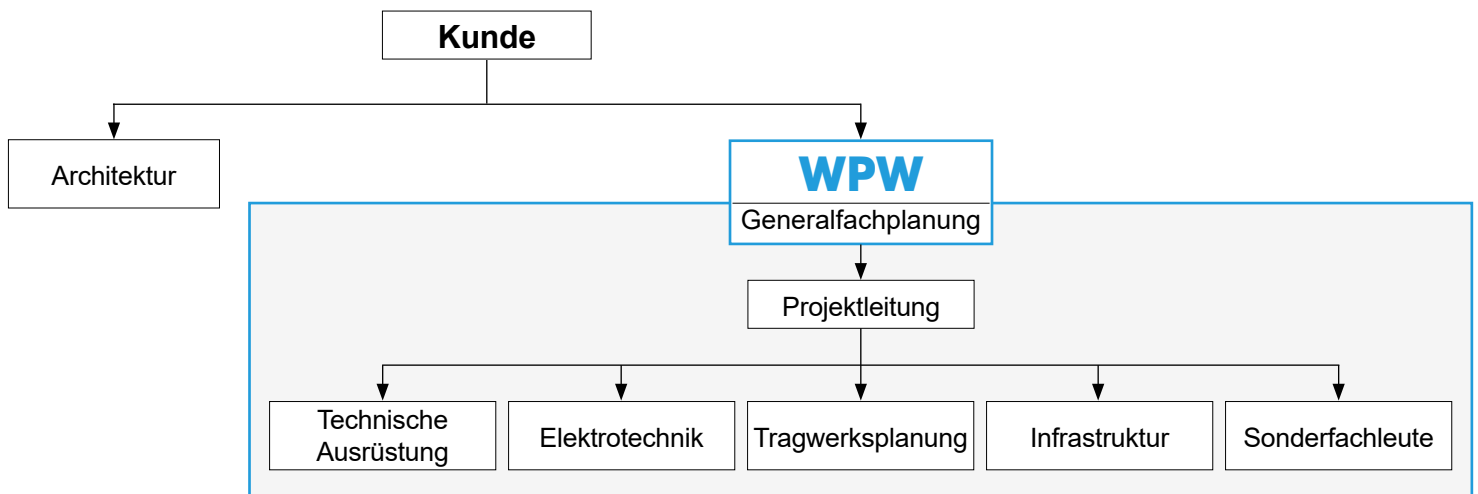 Kunde
Architektur
WPW
Generalfachplanung
Projektleitung
Technische
Ausrüstung
Elektrotechnik
Tragwerksplanung
Infrastruktur
Sonderfachleute